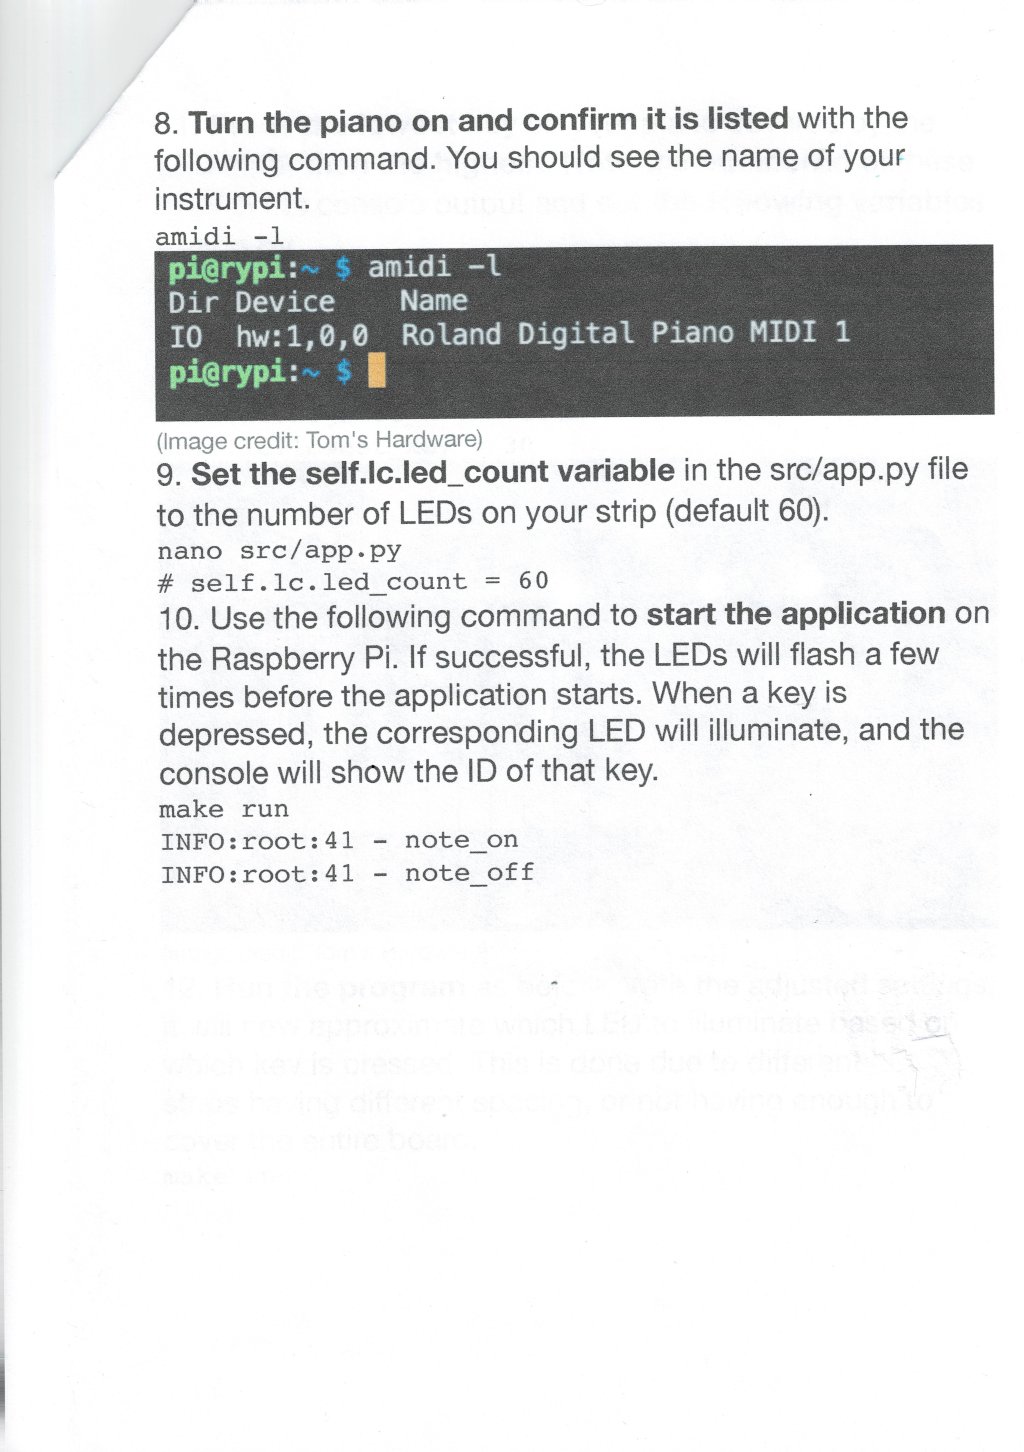 8. Turn the piano on and confirm it is listed with the
following command. You should see the name of your
instrument.
amidi -l
pi@rypi:~ $ amidi -l
Dir Device    Name
IO  hw:1,0,0  Roland Digital Piano MIDI 1
pi@rypi:~ $
(Image credit: Tom's Hardware)
9. Set the self.lc.led_count variable in the src/app.py file
to the number of LEDs on your strip (default 60).
nano src/app.py
# self.lc.led_count = 60
10. Use the following command to start the application on
the Raspberry Pi. If successful, the LEDs will flash a few
times before the application starts. When a key is
depressed, the corresponding LED will illuminate, and the
console will show the ID of that key.
make run
INFO:root:41 - note_on
INFO:root:41 - note_off